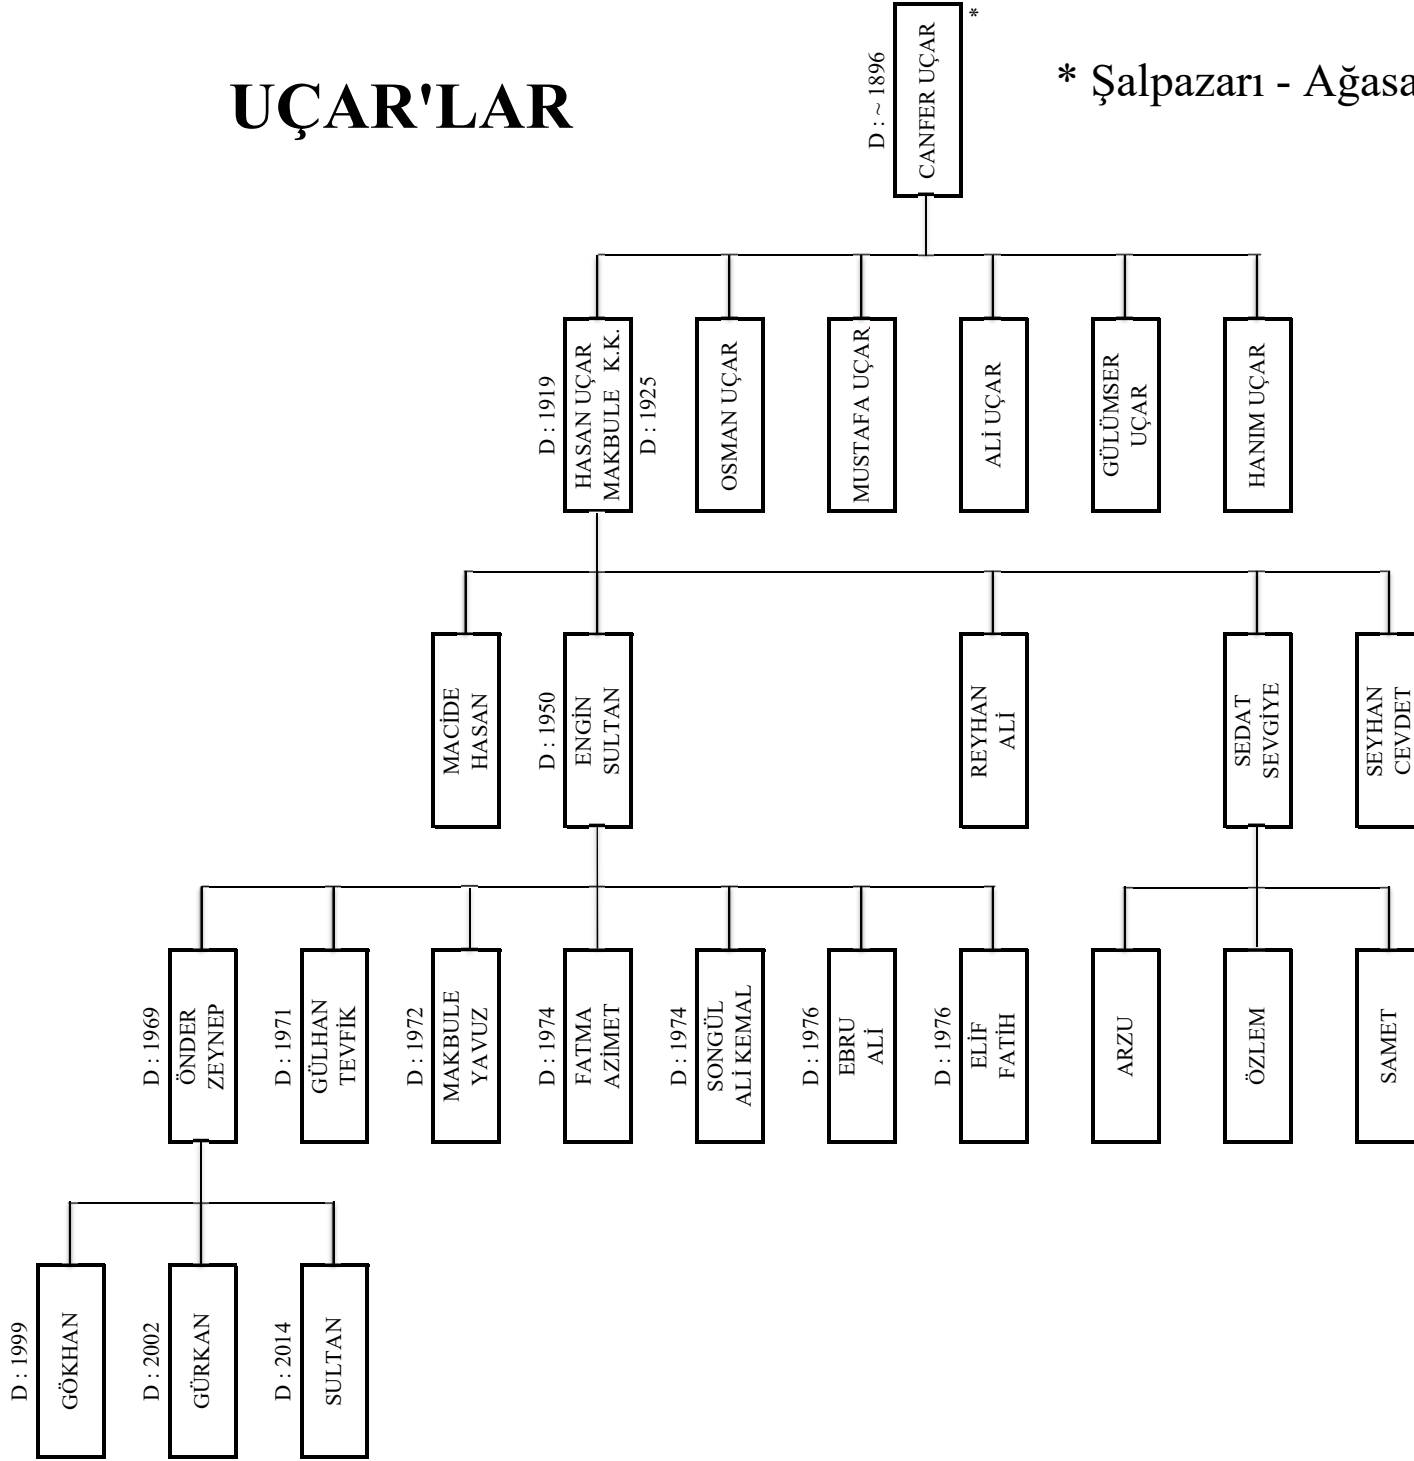 UÇAR'LAR
* Şalpazarı - Ağasa
D : ~ 1896
CANFER UÇAR
*
D : 1919
HASAN UÇAR
MAKBULE K.K.
D : 1925
OSMAN UÇAR
MUSTAFA UÇAR
ALİ UÇAR
GÜLÜMSER
UÇAR
HANIM UÇAR
MACİDE
HASAN
D : 1950
ENGİN
SULTAN
REYHAN
ALİ
SEDAT
SEVGİYE
SEYHAN
CEVDET
D : 1969
ÖNDER
ZEYNEP
D : 1971
GÜLHAN
TEVFİK
D : 1972
MAKBULE
YAVUZ
D : 1974
FATMA
AZİMET
D : 1974
SONGÜL
ALİ KEMAL
D : 1976
EBRU
ALİ
D : 1976
ELİF
FATİH
ARZU
ÖZLEM
SAMET
D : 1999
GÖKHAN
D : 2002
GÜRKAN
D : 2014
SULTAN